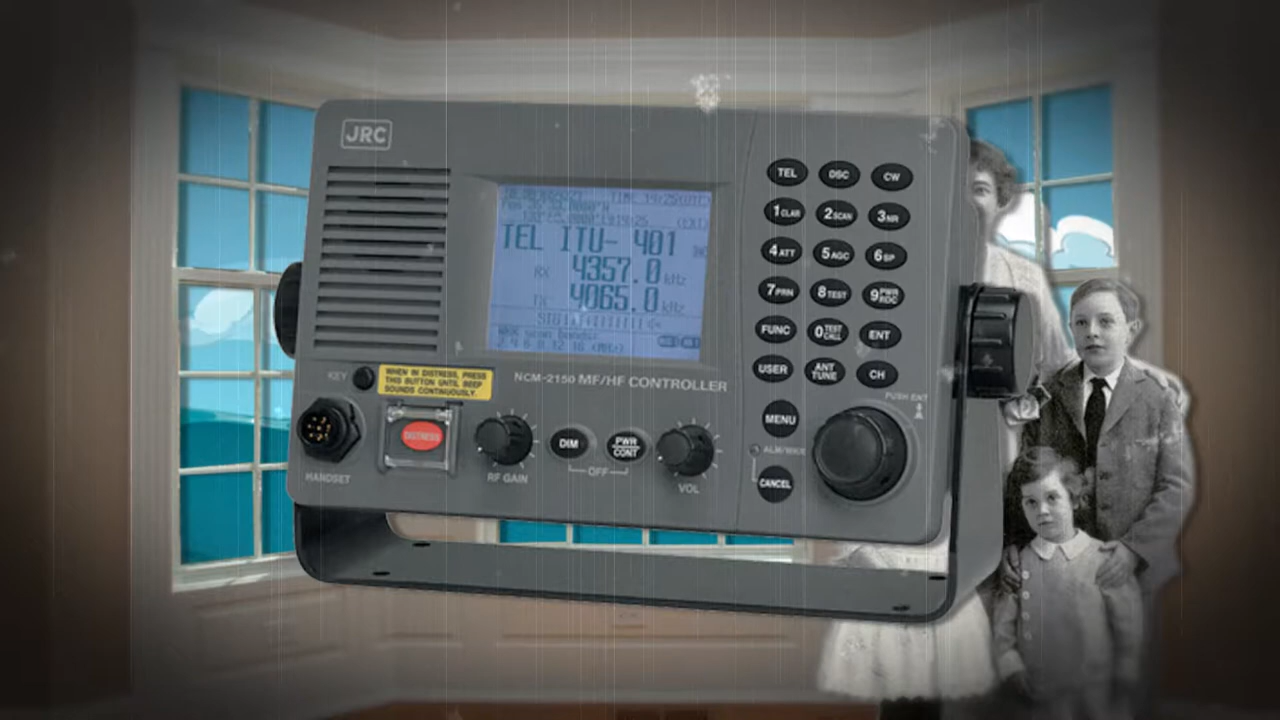 JRC
TEL ITU- 401
RX 4357.0 kHz
TX 4065.0 kHz
TEL DSC CW
1 CLAR 2 SCAN 3 NB
4 ATT 5 AGC 6 SP
7 PRN 8 TEST 9 PWR RDC
FUNC 0 TEST CALL ENT
USER ANT TUNE CH
MENU
CANCEL
PUSH ENT
KEY
WHEN IN DISTRESS, PRESS
THIS BUTTON UNTIL BEEP
SOUNDS CONTINUOUSLY.
NCM-2150 MF/HF CONTROLLER
DISTRESS
DIM
PWR
CONT
OFF
HANDSET
RF GAIN
VOL